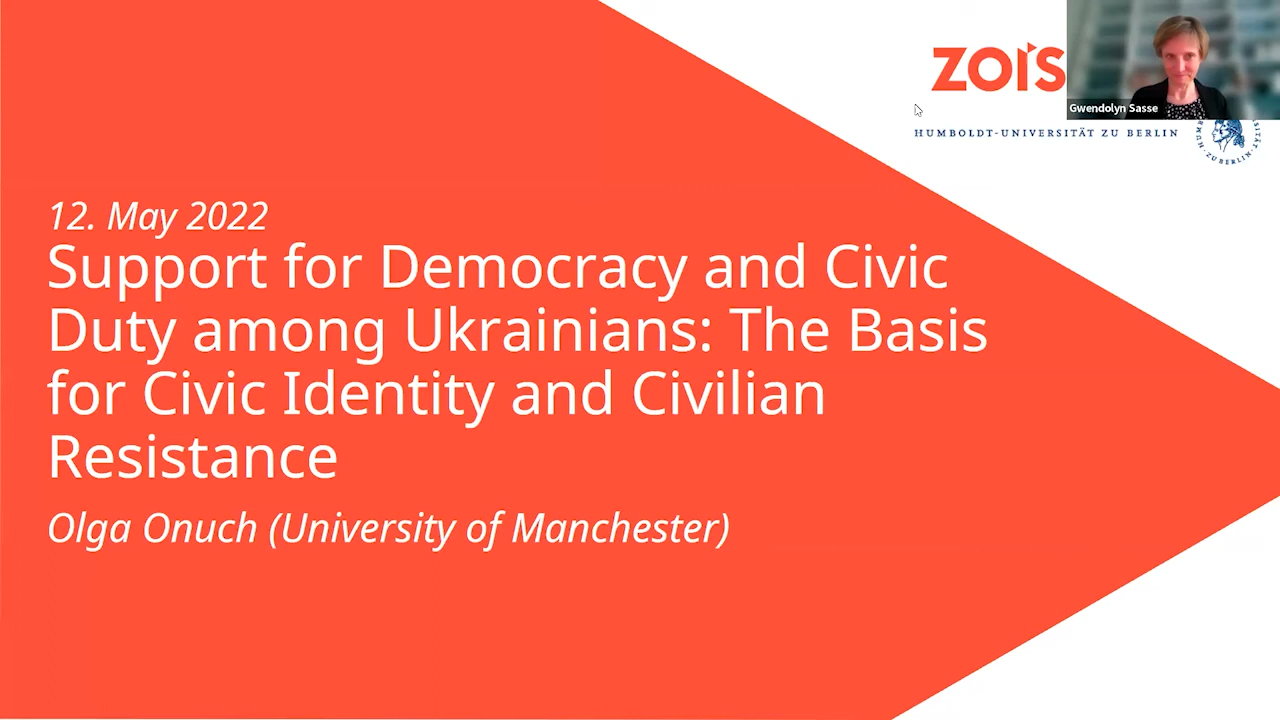 ZOiS
Gwendolyn Sasse
HUMBOLDT-UNIVERSITÄT ZU BERLIN
12. May 2022
Support for Democracy and Civic
Duty among Ukrainians: The Basis
for Civic Identity and Civilian
Resistance
Olga Onuch (University of Manchester)